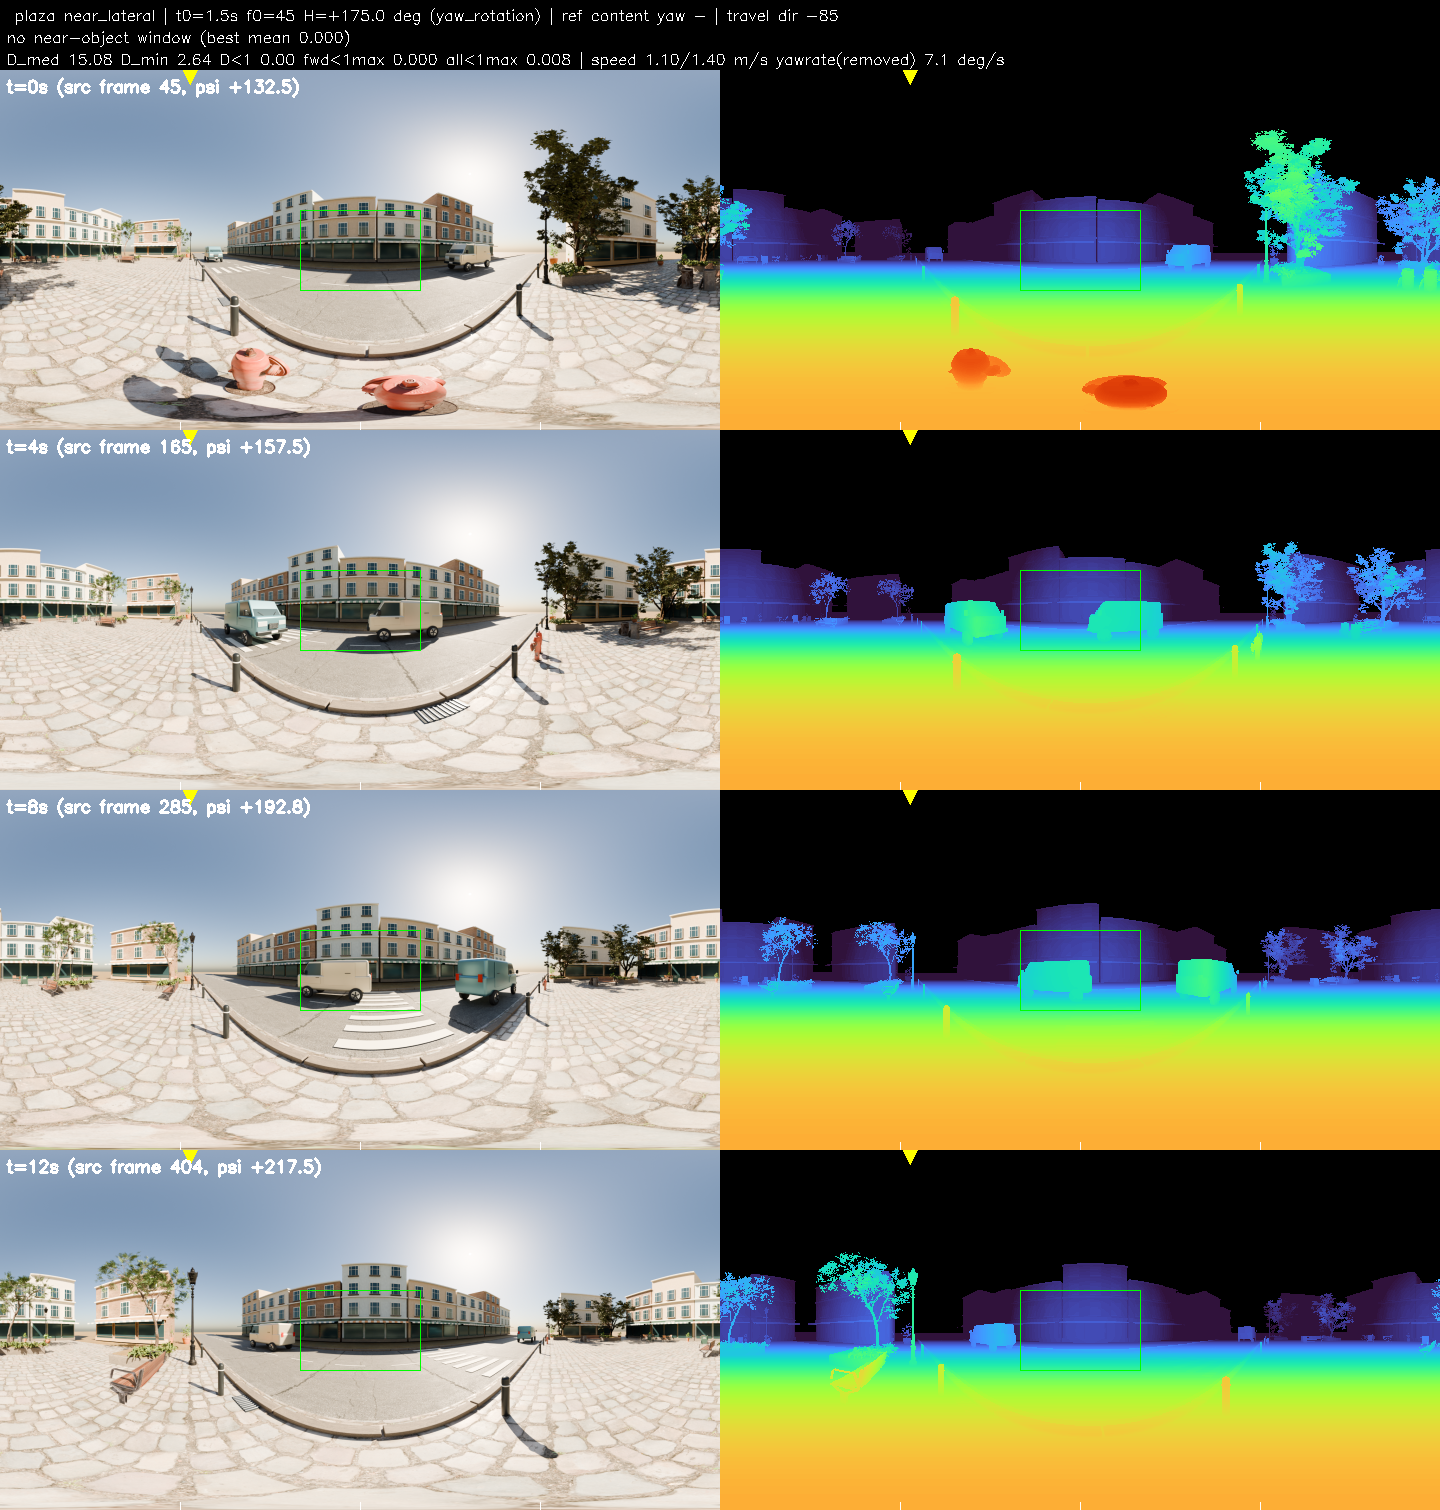 plaza near_lateral | t0=1.5s f0=45 H=+175.0 deg (yaw_rotation) | ref content yaw - | travel dir -85
no near-object window (best mean 0.000)
D_med 15.08 D_min 2.64 D<1 0.00 fwd<1max 0.000 all<1max 0.008 | speed 1.10/1.40 m/s yawrate(removed) 7.1 deg/s
t=0s (src frame 45, psi +132.5)
t=4s (src frame 165, psi +157.5)
t=8s (src frame 285, psi +192.8)
t=12s (src frame 404, psi +217.5)